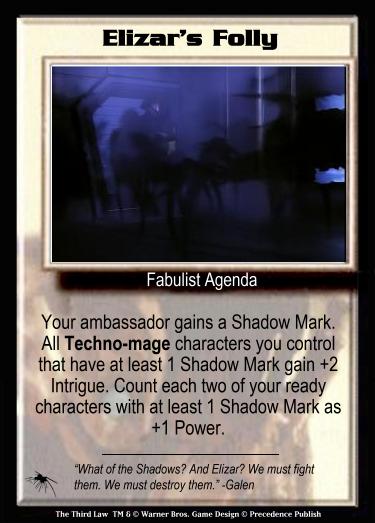 Elizar's Folly
Fabulist Agenda
Your ambassador gains a Shadow Mark.
All Techno-mage characters you control
that have at least 1 Shadow Mark gain +2
Intrigue. Count each two of your ready
characters with at least 1 Shadow Mark as
+1 Power.
"What of the Shadows? And Elizar? We must fight
them. We must destroy them." -Galen
The Third Law TM & © Warner Bros. Game Design © Precedence Publish